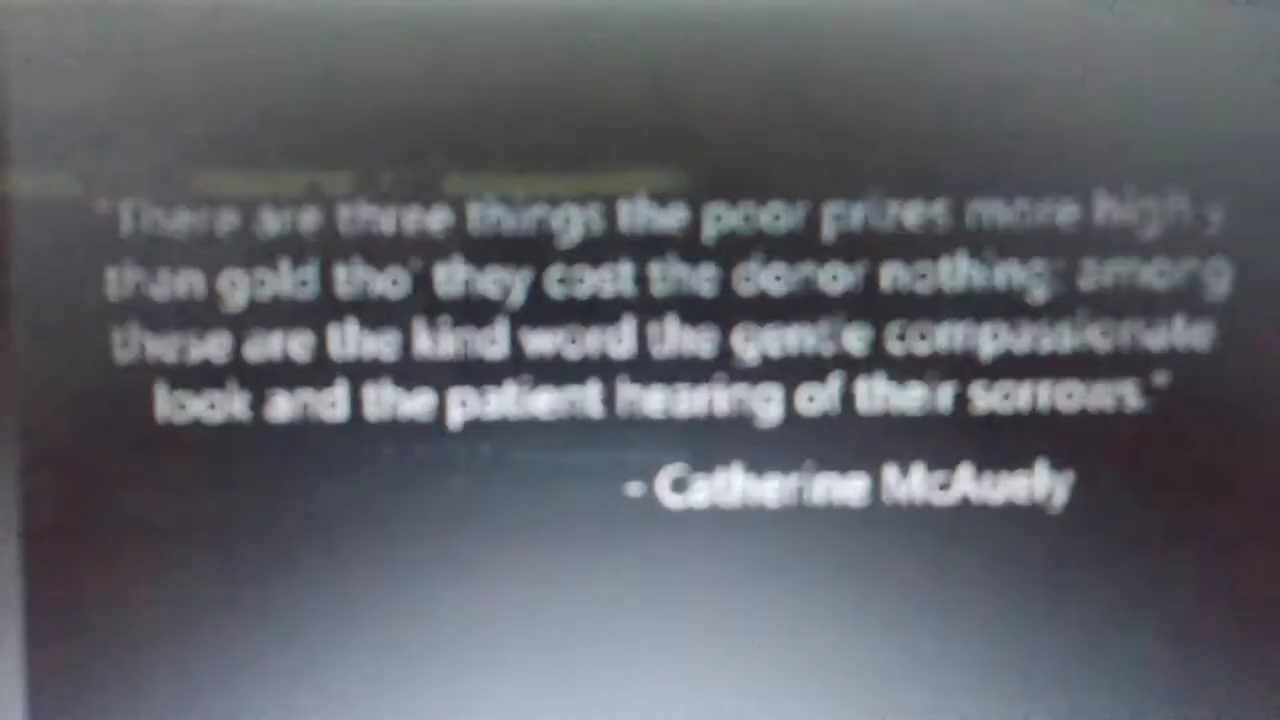 "There are three things the poor prizes more highly
than gold tho' they cost the donor nothing; among
these are the kind word the gentle compassionate
look and the patient hearing of their sorrows."
- Catherine McAuely